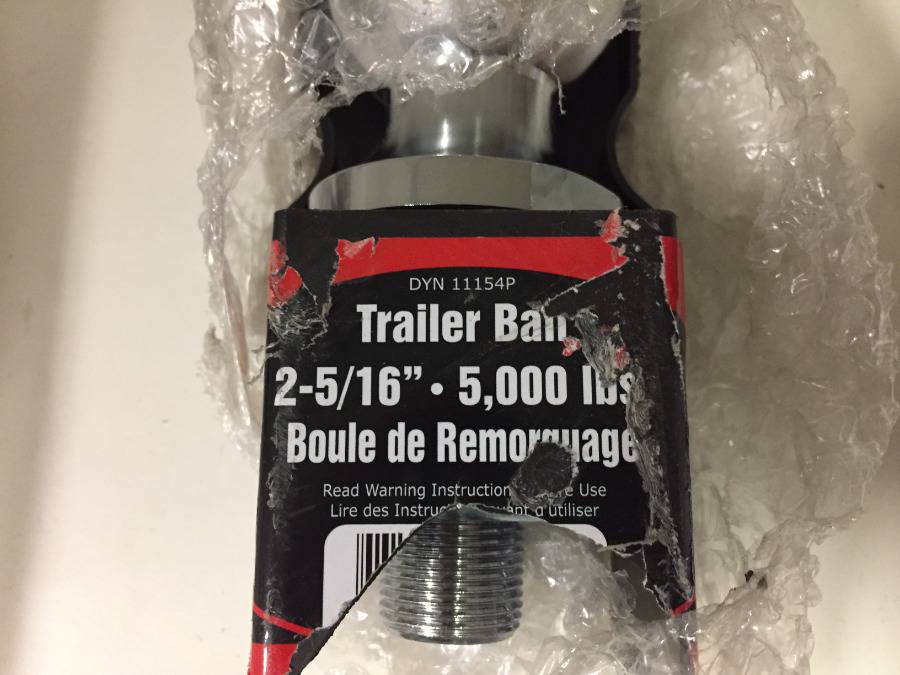 DYN 11154P
Trailer Ball
2-5/16” • 5,000 lbs
Boule de Remorquage
Read Warning Instruction Use
Lire des Instruc avant d'utiliser